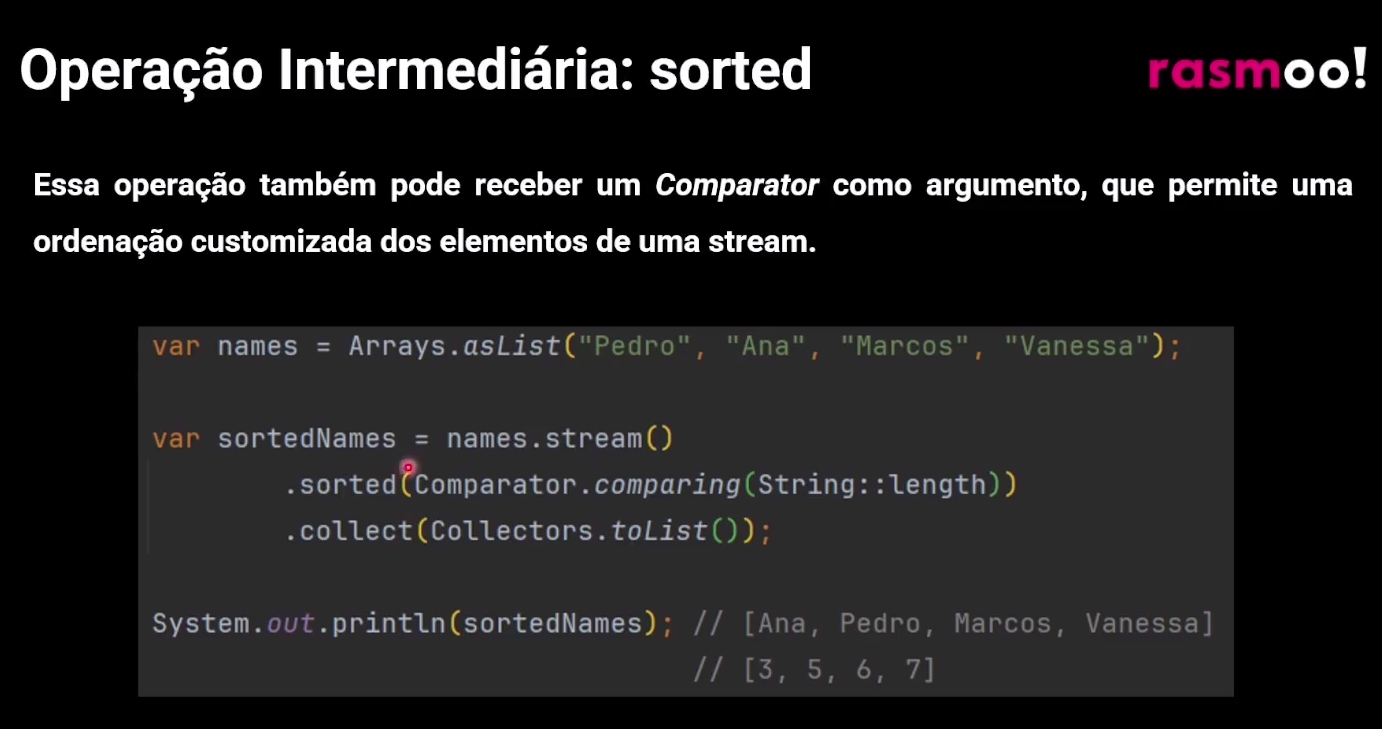 Operação Intermediária: sorted
rasmoo!
Essa operação também pode receber um Comparator como argumento, que permite uma
ordenação customizada dos elementos de uma stream.
var names = Arrays.asList("Pedro", "Ana", "Marcos", "Vanessa");
var sortedNames = names.stream()
.sorted(Comparator.comparing(String::length))
.collect(Collectors.toList());
System.out.println(sortedNames); // [Ana, Pedro, Marcos, Vanessa]
// [3, 5, 6, 7]